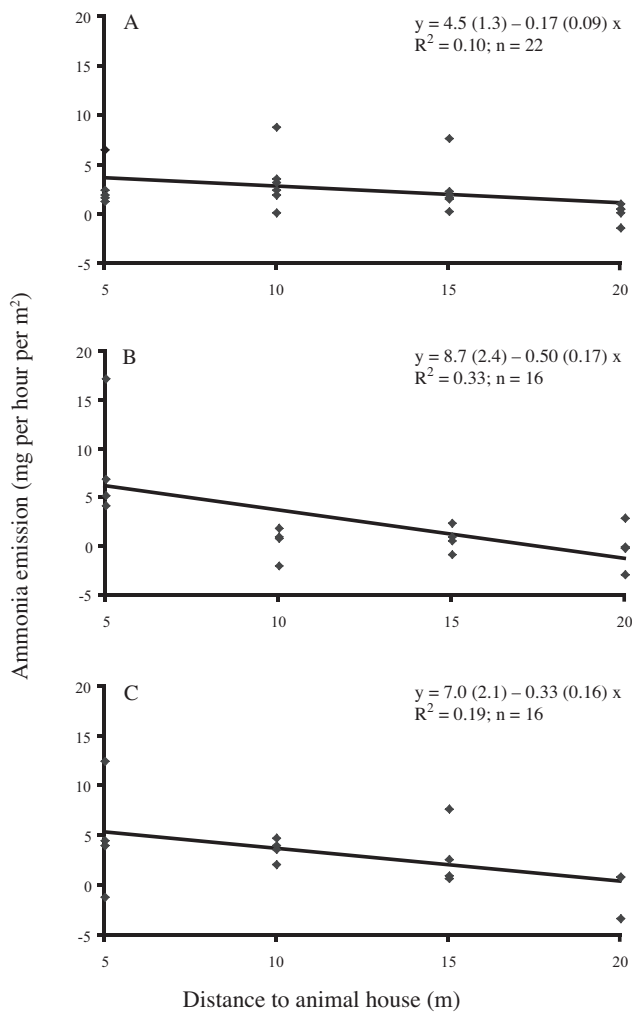 Ammonia emission (mg per hour per m²)
A
y = 4.5 (1.3) – 0.17 (0.09) x
R² = 0.10; n = 22
20
15
10
5
0
-5
5 10 15 20
B
y = 8.7 (2.4) – 0.50 (0.17) x
R² = 0.33; n = 16
20
15
10
5
0
-5
5 10 15 20
C
y = 7.0 (2.1) – 0.33 (0.16) x
R² = 0.19; n = 16
20
15
10
5
0
-5
5 10 15 20
Distance to animal house (m)